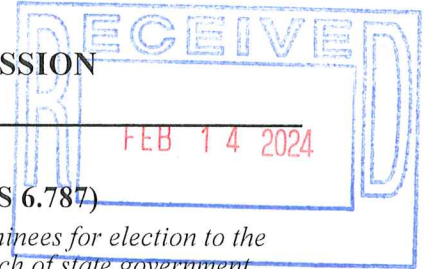 RECEIVED
SSION
FEB 14 2024
S 6.787)
ninees for election to the
ch of state government